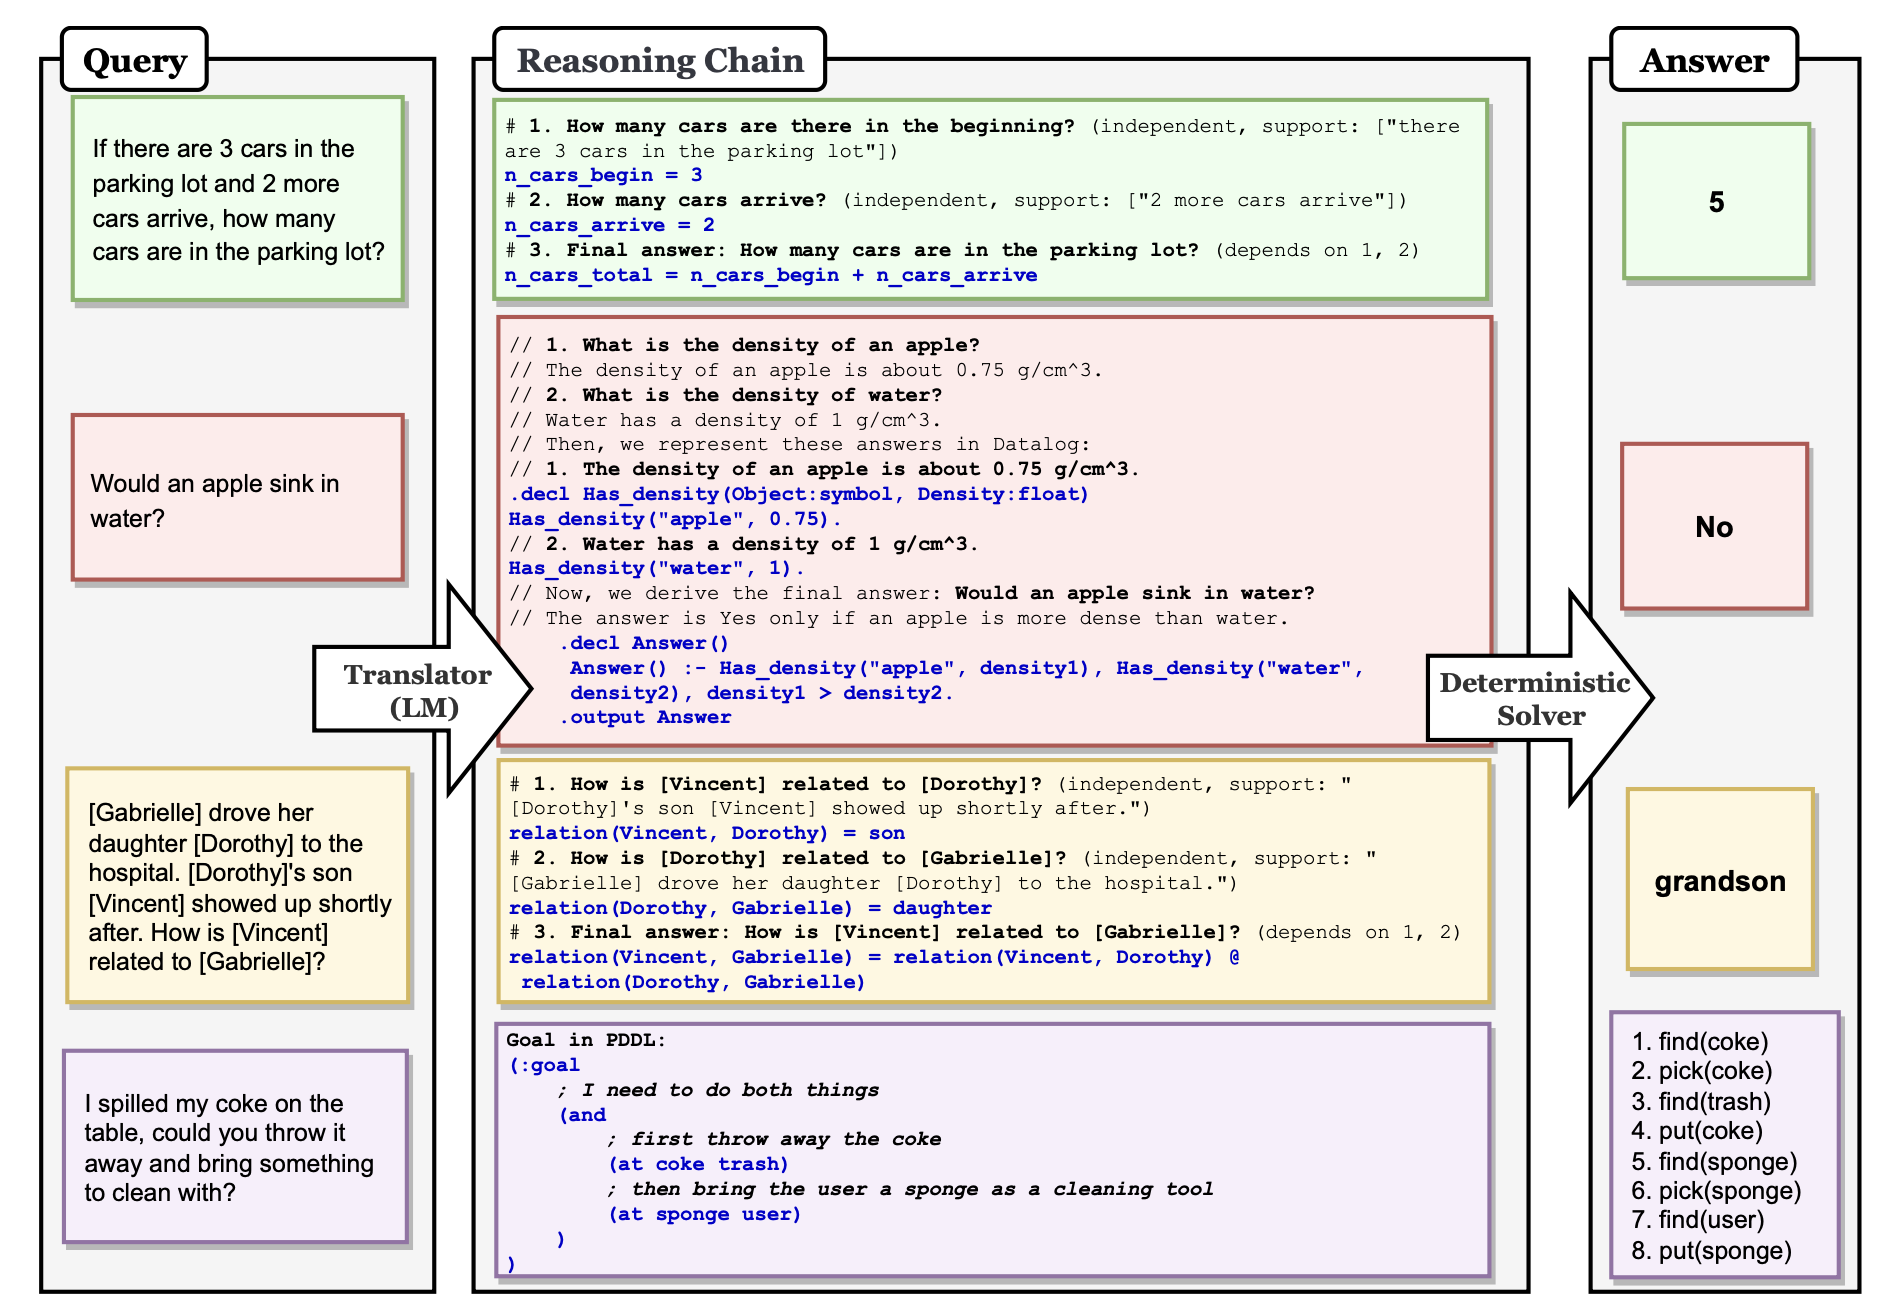 Query
If there are 3 cars in the
parking lot and 2 more
cars arrive, how many
cars are in the parking lot?
Would an apple sink in
water?
[Gabrielle] drove her
daughter [Dorothy] to the
hospital. [Dorothy]'s son
[Vincent] showed up shortly
after. How is [Vincent]
related to [Gabrielle]?
I spilled my coke on the
table, could you throw it
away and bring something
to clean with?
Translator
(LM)
Reasoning Chain
# 1. How many cars are there in the beginning? (independent, support: ["there
are 3 cars in the parking lot"])
n_cars_begin = 3
# 2. How many cars arrive? (independent, support: ["2 more cars arrive"])
n_cars_arrive = 2
# 3. Final answer: How many cars are in the parking lot? (depends on 1, 2)
n_cars_total = n_cars_begin + n_cars_arrive
// 1. What is the density of an apple?
// The density of an apple is about 0.75 g/cm^3.
// 2. What is the density of water?
// Water has a density of 1 g/cm^3.
// Then, we represent these answers in Datalog:
// 1. The density of an apple is about 0.75 g/cm^3.
.decl Has_density(Object:symbol, Density:float)
Has_density("apple", 0.75).
// 2. Water has a density of 1 g/cm^3.
Has_density("water", 1).
// Now, we derive the final answer: Would an apple sink in water?
// The answer is Yes only if an apple is more dense than water.
.decl Answer()
Answer() :- Has_density("apple", density1), Has_density("water",
density2), density1 > density2.
.output Answer
# 1. How is [Vincent] related to [Dorothy]? (independent, support: "
[Dorothy]'s son [Vincent] showed up shortly after.")
relation(Vincent, Dorothy) = son
# 2. How is [Dorothy] related to [Gabrielle]? (independent, support: "
[Gabrielle] drove her daughter [Dorothy] to the hospital.")
relation(Dorothy, Gabrielle) = daughter
# 3. Final answer: How is [Vincent] related to [Gabrielle]? (depends on 1, 2)
relation(Vincent, Gabrielle) = relation(Vincent, Dorothy) @
relation(Dorothy, Gabrielle)
Goal in PDDL:
(:goal
; I need to do both things
(and
; first throw away the coke
(at coke trash)
; then bring the user a sponge as a cleaning tool
(at sponge user)
)
)
Deterministic
Solver
Answer
5
No
grandson
1. find(coke)
2. pick(coke)
3. find(trash)
4. put(coke)
5. find(sponge)
6. pick(sponge)
7. find(user)
8. put(sponge)